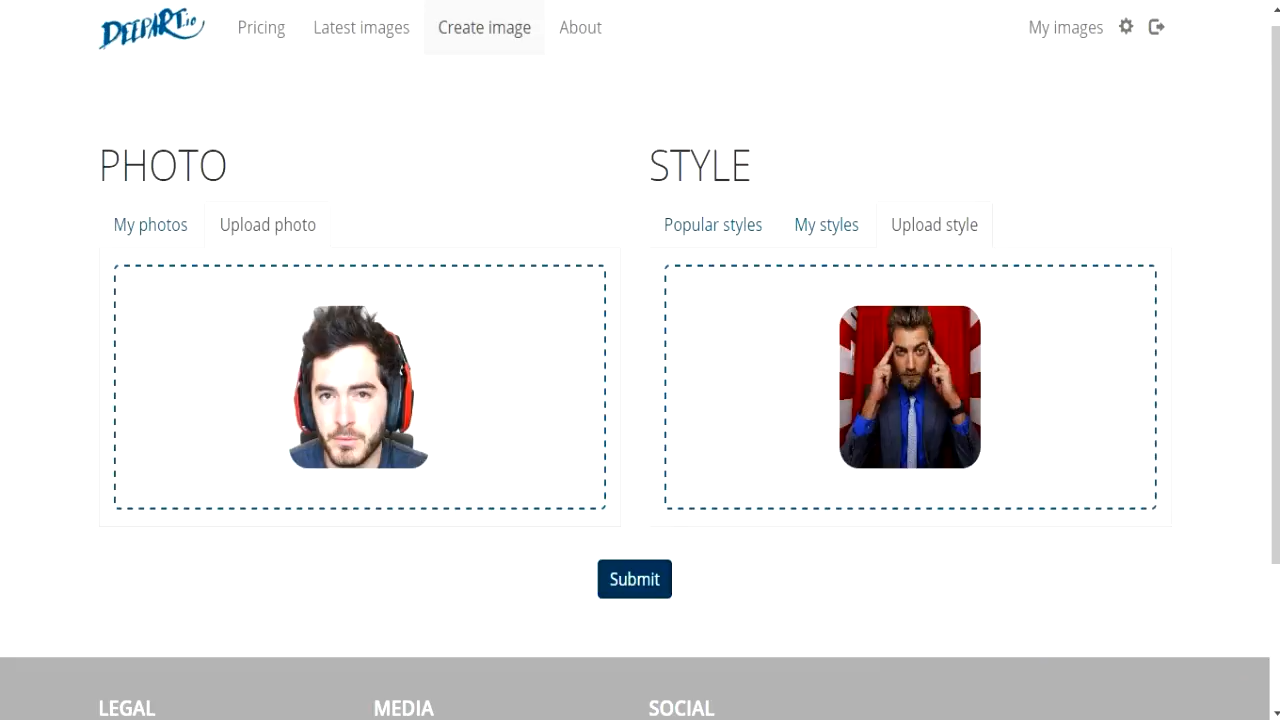 DEEPART.io
Pricing
Latest images
Create image
About
My images
PHOTO
STYLE
My photos
Upload photo
Popular styles
My styles
Upload style
Submit
LEGAL
MEDIA
SOCIAL